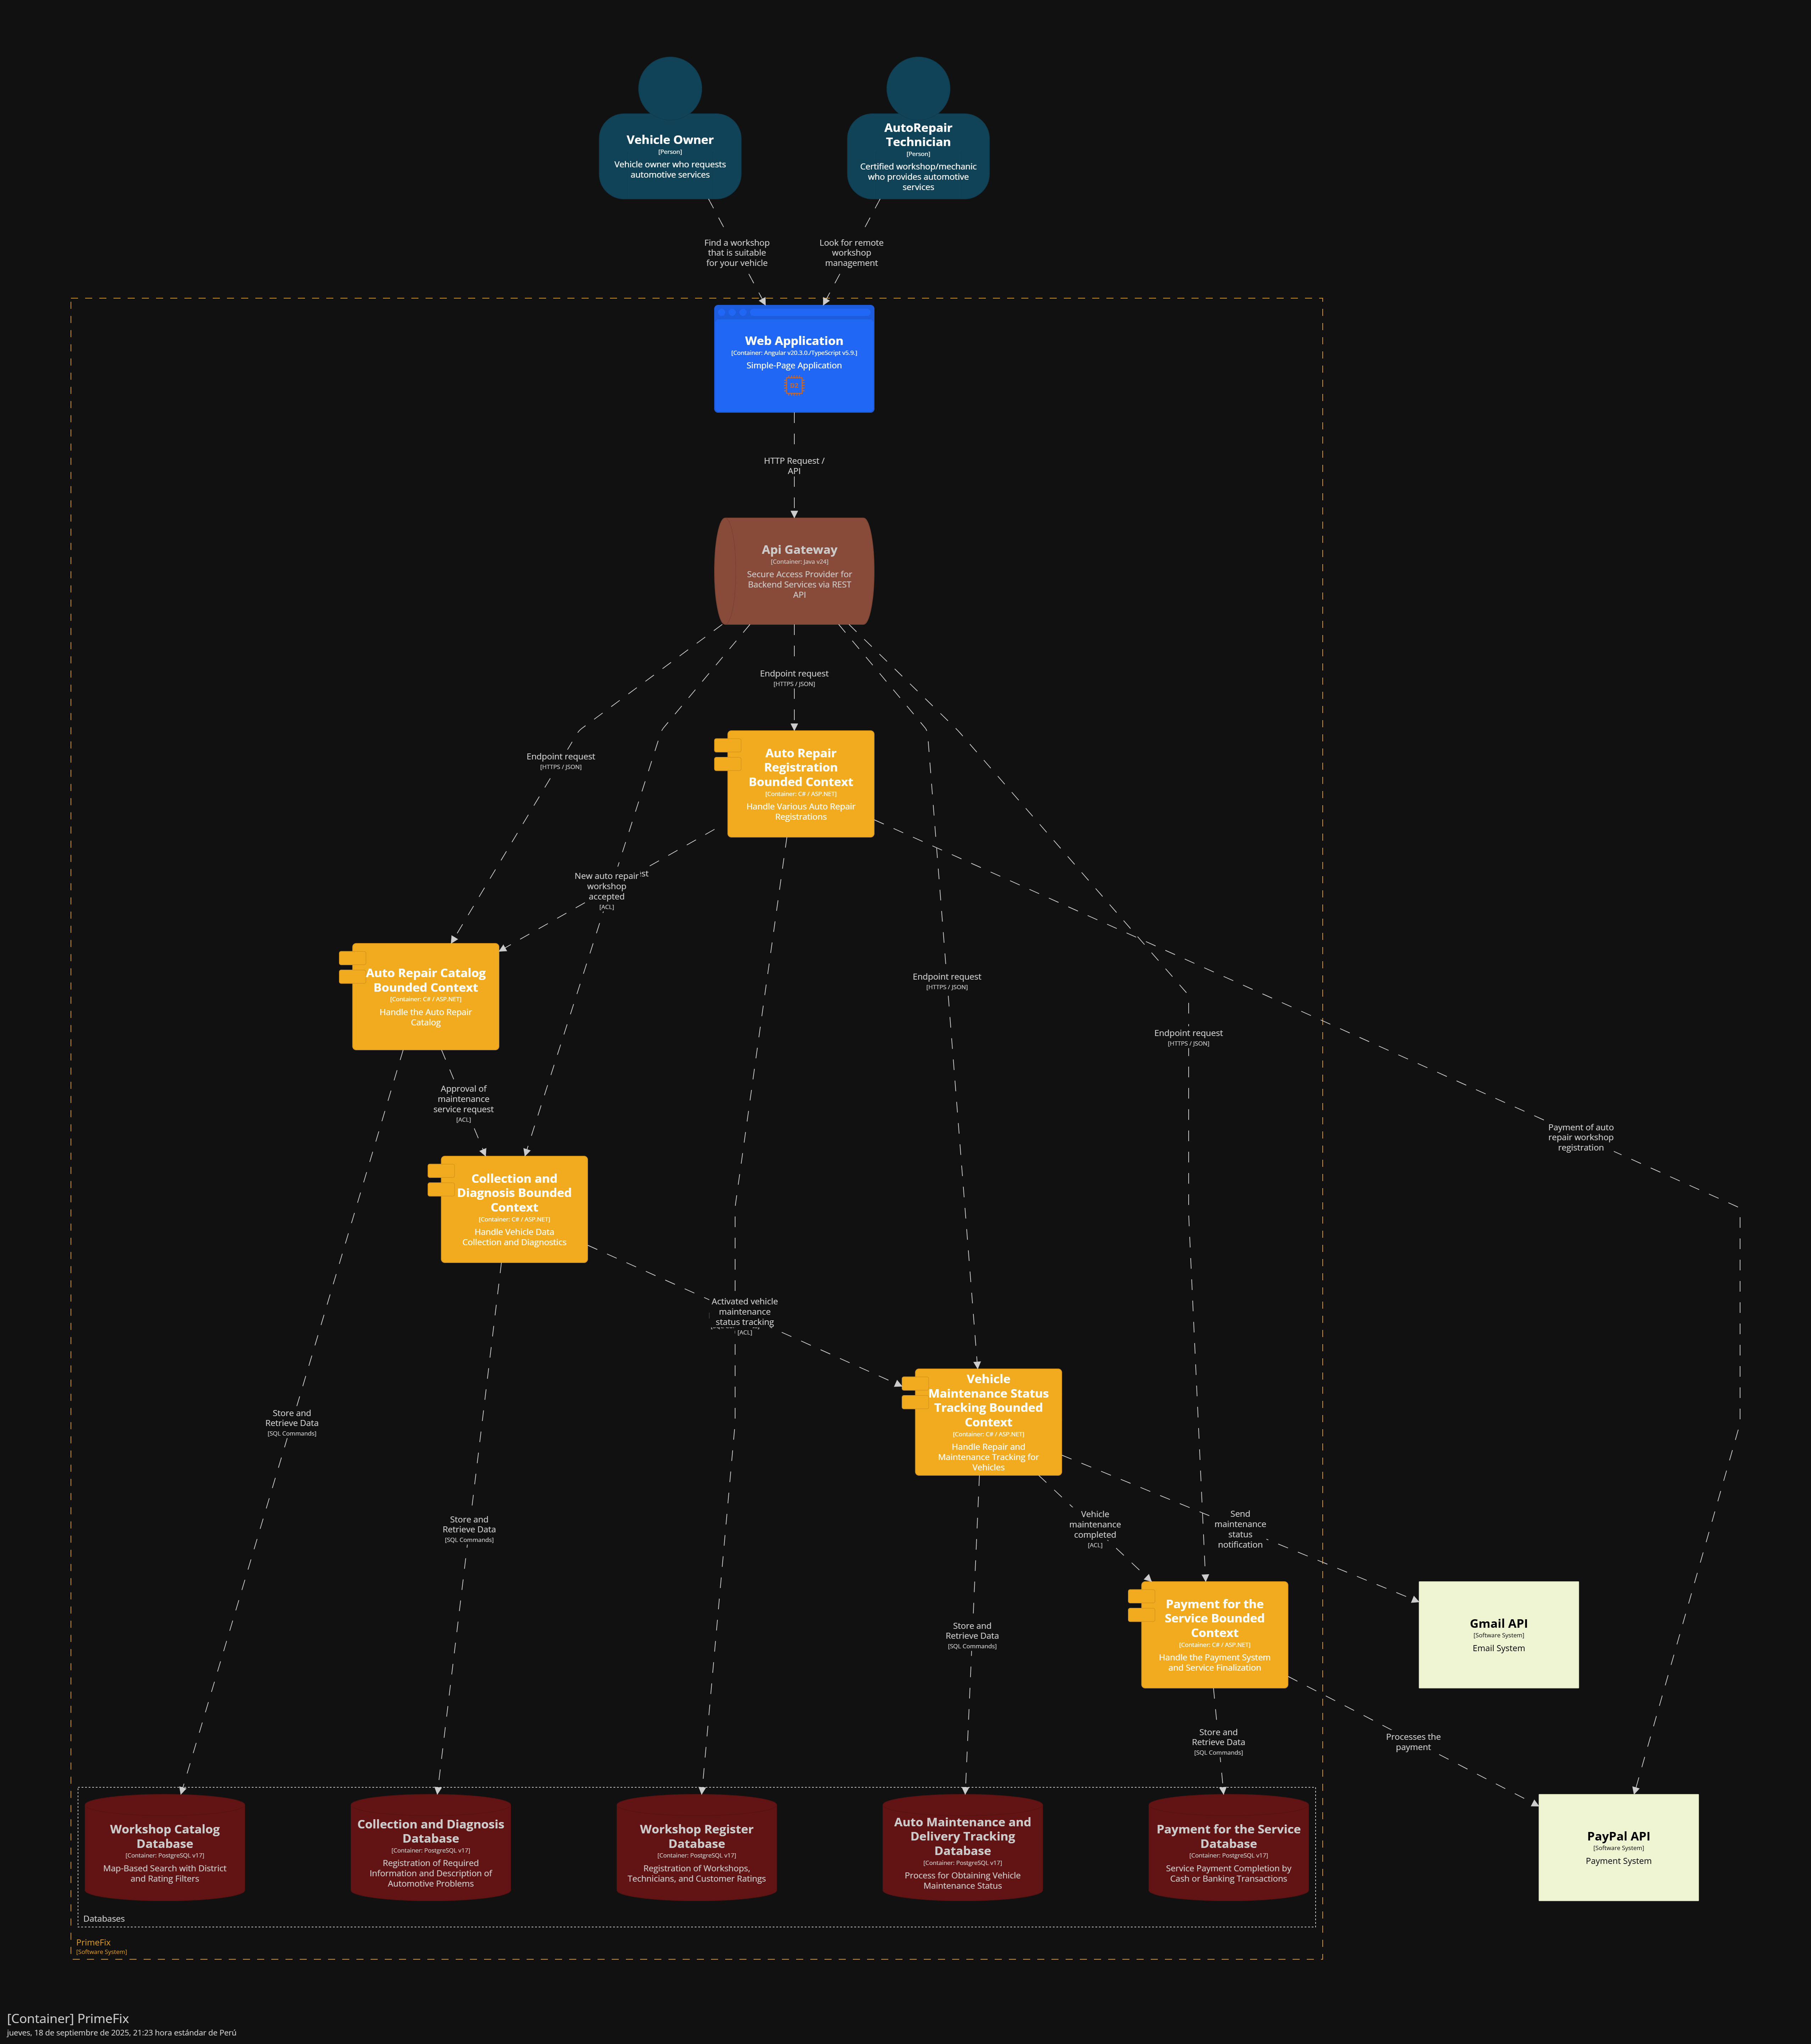 Vehicle Owner
[Person]
Vehicle owner who requests
automotive services
AutoRepair
Technician
[Person]
Certified workshop/mechanic
who provides automotive
services
Find a workshop
that is suitable
for your vehicle
Look for remote
workshop
management
Web Application
[Container: Angular v20.3.0./TypeScript v5.9.]
Simple-Page Application
HTTP Request /
API
Api Gateway
[Container: Java v24]
Secure Access Provider for
Backend Services via REST
API
Endpoint request
[HTTPS / JSON]
Endpoint request
[HTTPS / JSON]
Auto Repair
Registration
Bounded Context
[Container: C# / ASP.NET]
Handle Various Auto Repair
Registrations
New auto repair
workshop
accepted
[ACL]
Endpoint request
[HTTPS / JSON]
Auto Repair Catalog
Bounded Context
[Container: C# / ASP.NET]
Handle the Auto Repair
Catalog
Endpoint request
[HTTPS / JSON]
Approval of
maintenance
service request
[ACL]
Payment of auto
repair workshop
registration
Collection and
Diagnosis Bounded
Context
[Container: C# / ASP.NET]
Handle Vehicle Data
Collection and Diagnostics
Activated vehicle
maintenance
status tracking
[ACL]
Vehicle
Maintenance Status
Tracking Bounded
Context
[Container: C# / ASP.NET]
Handle Repair and
Maintenance Tracking for
Vehicles
Store and
Retrieve Data
[SQL Commands]
Store and
Retrieve Data
[SQL Commands]
Vehicle
maintenance
completed
[ACL]
Send
maintenance
status
notification
Store and
Retrieve Data
[SQL Commands]
Payment for the
Service Bounded
Context
[Container: C# / ASP.NET]
Handle the Payment System
and Service Finalization
Gmail API
[Software System]
Email System
Store and
Retrieve Data
[SQL Commands]
Processes the
payment
Workshop Catalog
Database
[Container: PostgreSQL v17]
Map-Based Search with District
and Rating Filters
Collection and Diagnosis
Database
[Container: PostgreSQL v17]
Registration of Required
Information and Description of
Automotive Problems
Workshop Register
Database
[Container: PostgreSQL v17]
Registration of Workshops,
Technicians, and Customer Ratings
Auto Maintenance and
Delivery Tracking
Database
[Container: PostgreSQL v17]
Process for Obtaining Vehicle
Maintenance Status
Payment for the Service
Database
[Container: PostgreSQL v17]
Service Payment Completion by
Cash or Banking Transactions
PayPal API
[Software System]
Payment System
Databases
PrimeFix
[Software System]
[Container] PrimeFix
jueves, 18 de septiembre de 2025, 21:23 hora estándar de Perú